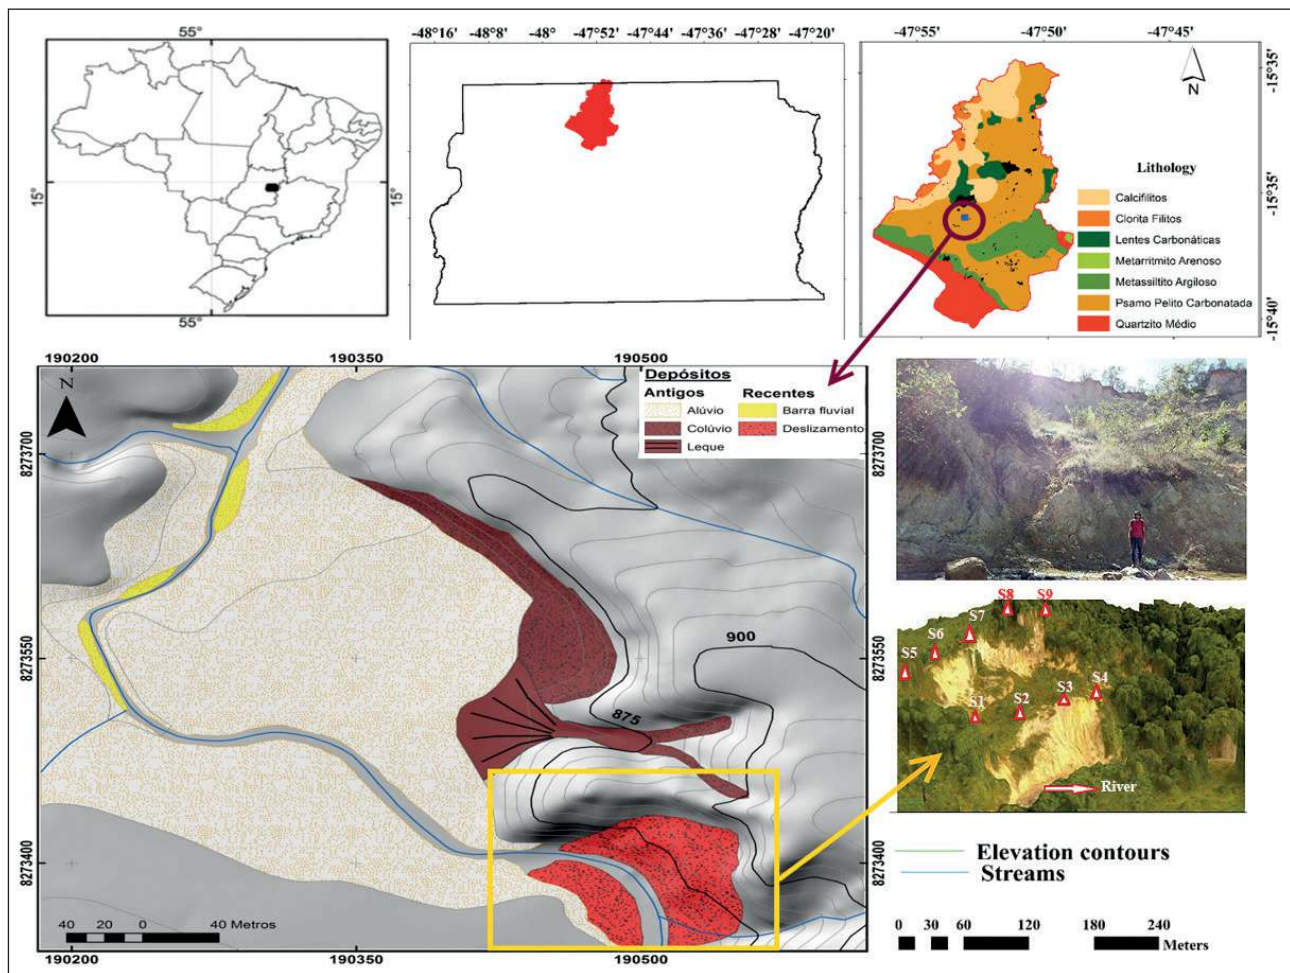 55°
15°
15°
55°
-48°16' -48°8' -48° -47°52' -47°44' -47°36' -47°28' -47°20'
-47°55' -47°50' -47°45'
-15°35'
-15°35'
-15°40'
N
Lithology
Calcifilitos
Clorita Filitos
Lentes Carbonáticas
Metarritmito Arenoso
Metassiltito Argiloso
Psamo Pelito Carbonatada
Quartzito Médio
190200 190350 190500
N
Depósitos
Antigos Recentes
Alúvio Barra fluvial
Colúvio Deslizamento
Leque
8273700
8273700
8273550
8273550
8273400
8273400
900
875
40 20 0 40 Metros
190200 190350 190500
S8 S9
S7
S6
S5
S4
S3
S2
S1
River
Elevation contours
Streams
0 30 60 120 180 240
Meters